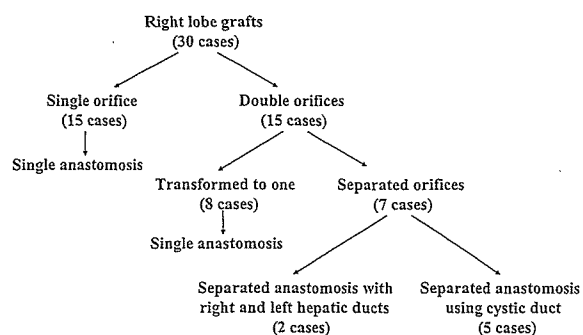 Right lobe grafts
(30 cases)
Single orifice
(15 cases)
Double orifices
(15 cases)
Single anastomosis
Transformed to one
(8 cases)
Separated orifices
(7 cases)
Single anastomosis
Separated anastomosis with
right and left hepatic ducts
(2 cases)
Separated anastomosis
using cystic duct
(5 cases)